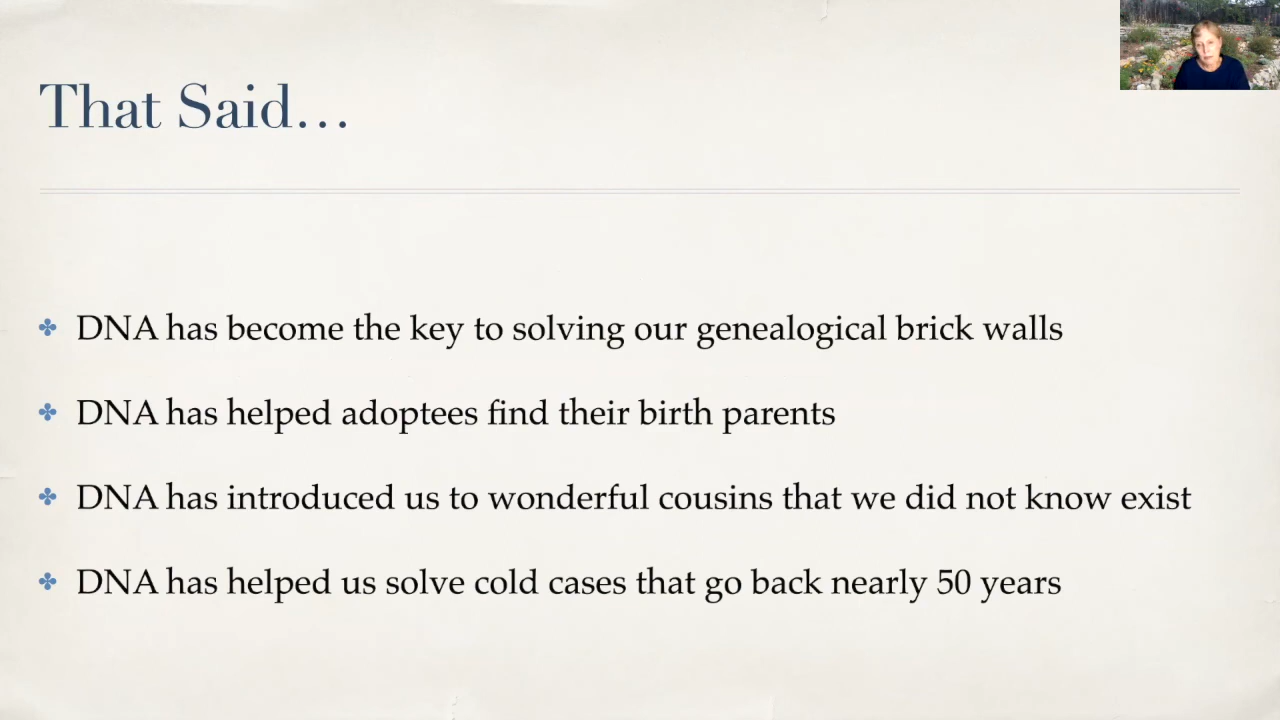 That Said…
DNA has become the key to solving our genealogical brick walls
DNA has helped adoptees find their birth parents
DNA has introduced us to wonderful cousins that we did not know exist
DNA has helped us solve cold cases that go back nearly 50 years